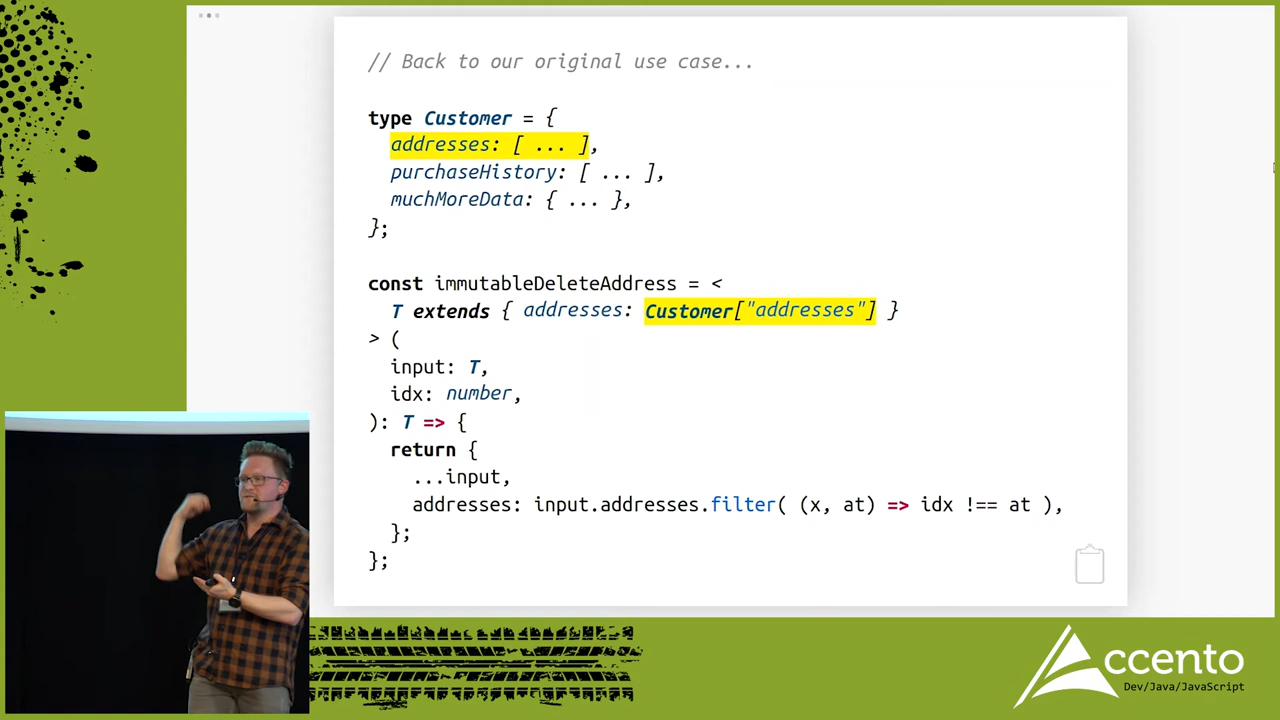 // Back to our original use case...
type Customer = {
addresses: [ ... ],
purchaseHistory: [ ... ],
muchMoreData: { ... },
};
const immutableDeleteAddress = <
T extends { addresses: Customer["addresses"] }
> (
input: T,
idx: number,
): T => {
return {
...input,
addresses: input.addresses.filter( (x, at) => idx !== at ),
};
};
Accento
Dev/Java/JavaScript